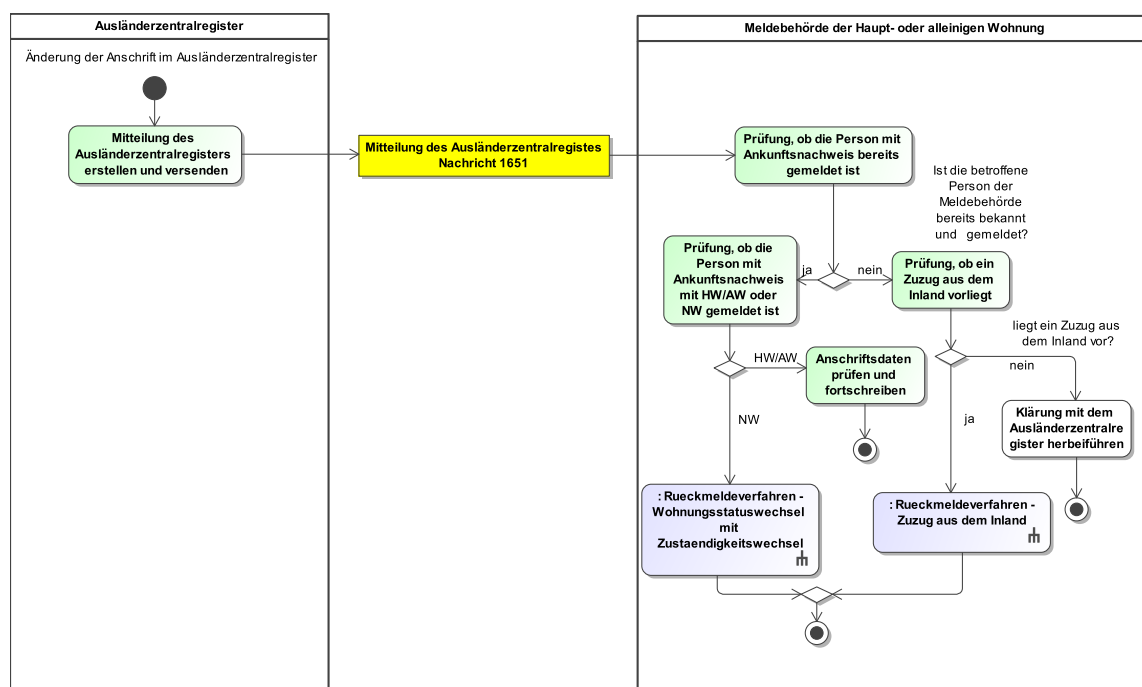 Ausländerzentralregister
Änderung der Anschrift im Ausländerzentralregister
Mitteilung des
Ausländerzentralregisters
erstellen und versenden
Mitteilung des Ausländerzentralregistes
Nachricht 1651
Meldebehörde der Haupt- oder alleinigen Wohnung
Prüfung, ob die Person mit
Ankunftsnachweis bereits
gemeldet ist
Ist die betroffene
Person der
Meldebehörde
bereits bekannt
und gemeldet?
Prüfung, ob die
Person mit
Ankunftsnachweis
mit HW/AW oder
NW gemeldet ist
ja
nein
Prüfung, ob ein
Zuzug aus dem
Inland vorliegt
liegt ein Zuzug aus
dem Inland vor?
HW/AW
Anschriftsdaten
prüfen und
fortschreiben
nein
NW
ja
Klärung mit dem
Ausländerzentralre
gister herbeiführen
: Rueckmeldeverfahren -
Wohnungsstatuswechsel
mit
Zustaendigkeitswechsel
: Rueckmeldeverfahren -
Zuzug aus dem Inland